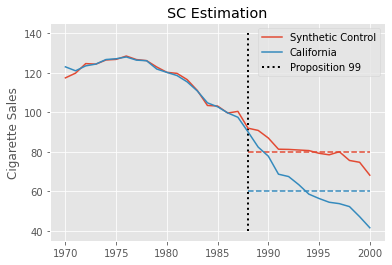 SC Estimation
Synthetic Control
California
Proposition 99
Cigarette Sales
140
120
100
80
60
40
1970 1975 1980 1985 1990 1995 2000